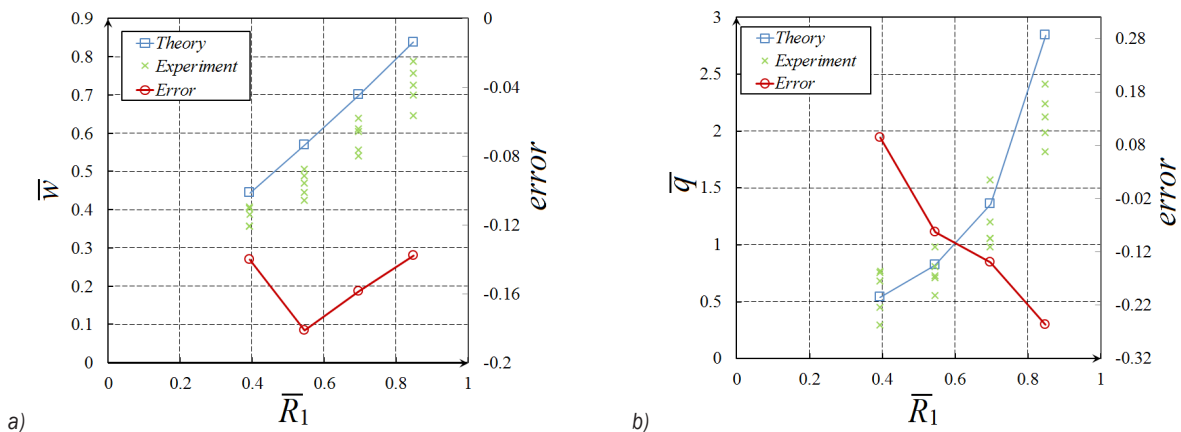 0.9
0.8
0.7
0.6
0.5
0.4
0.3
0.2
0.1
0
w̅
Theory
Experiment
Error
0
-0.04
-0.08
-0.12
-0.16
-0.2
error
0 0.2 0.4 0.6 0.8 1
R̅₁
a)
3
2.5
2
1.5
1
0.5
0
q̅
Theory
Experiment
Error
0.28
0.18
0.08
-0.02
-0.12
-0.22
-0.32
error
0 0.2 0.4 0.6 0.8 1
R̅₁
b)